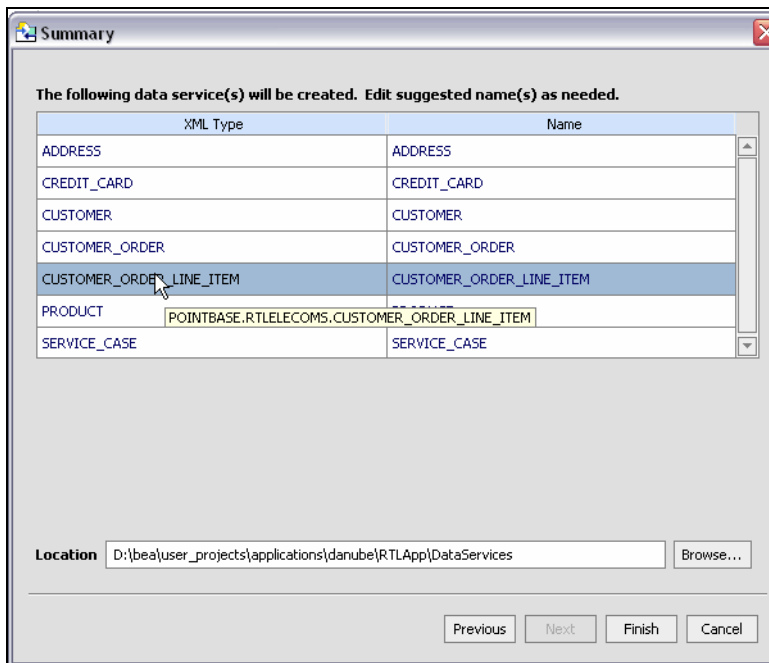 Summary
The following data service(s) will be created. Edit suggested name(s) as needed.
XML Type Name
ADDRESS ADDRESS
CREDIT_CARD CREDIT_CARD
CUSTOMER CUSTOMER
CUSTOMER_ORDER CUSTOMER_ORDER
CUSTOMER_ORDER_LINE_ITEM CUSTOMER_ORDER_LINE_ITEM
PRODUCT
POINTBASE.RTLELECOMS.CUSTOMER_ORDER_LINE_ITEM
SERVICE_CASE SERVICE_CASE
Location D:\bea\user_projects\applications\danube\RTLApp\DataServices Browse...
Previous Next Finish Cancel